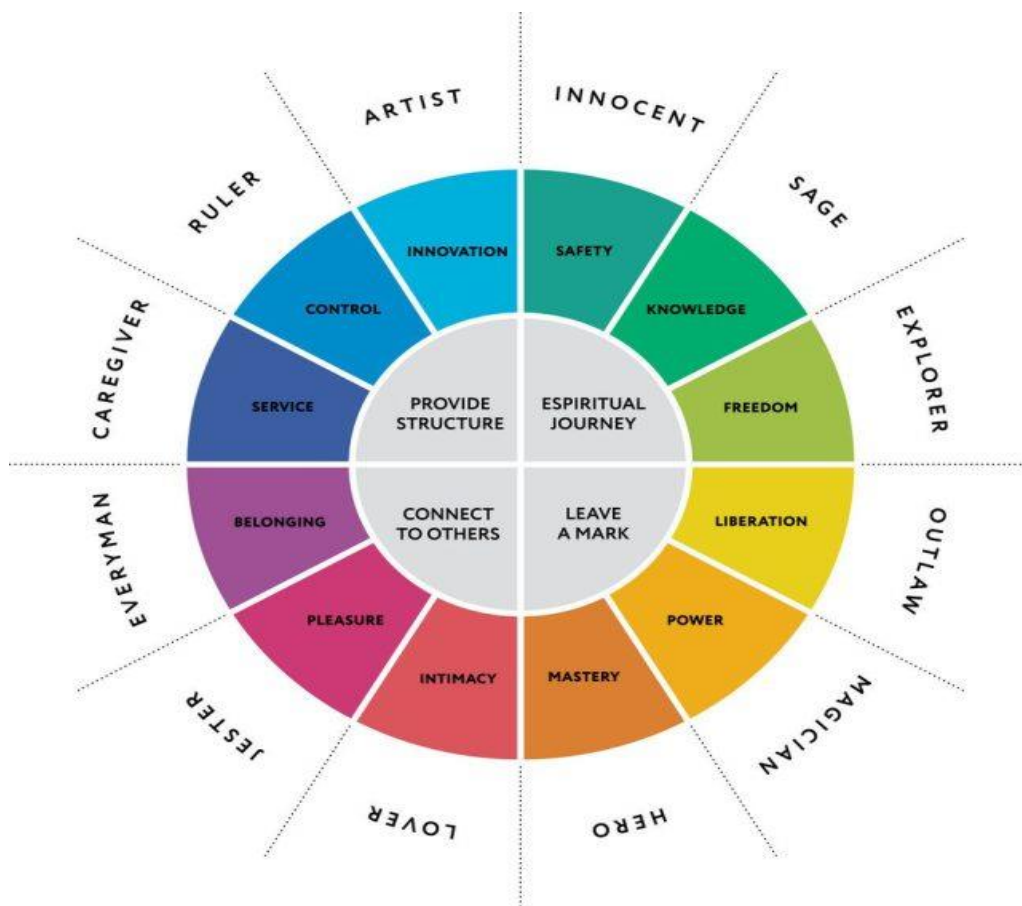 ARTIST
INNOCENT
RULER
SAGE
CAREGIVER
EXPLORER
EVERYMAN
OUTLAW
JESTER
MAGICIAN
LOVER
HERO
INNOVATION
SAFETY
CONTROL
KNOWLEDGE
SERVICE
FREEDOM
BELONGING
LIBERATION
PLEASURE
POWER
INTIMACY
MASTERY
PROVIDE
STRUCTURE
ESPIRITUAL
JOURNEY
CONNECT
TO OTHERS
LEAVE
A MARK